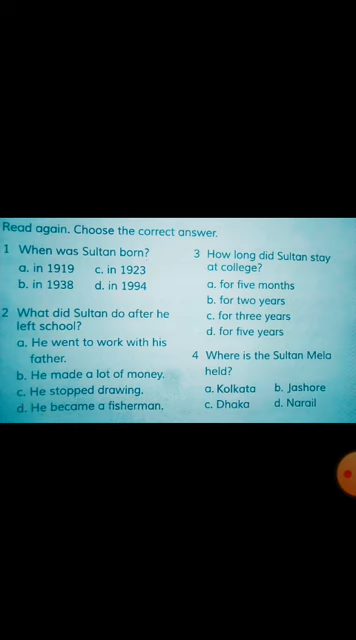 Read again. Choose the correct answer.
1 When was Sultan born?
a. in 1919 c. in 1923
b. in 1938 d. in 1994
2 What did Sultan do after he
left school?
a. He went to work with his
father.
b. He made a lot of money.
c. He stopped drawing.
d. He became a fisherman.
3 How long did Sultan stay
at college?
a. for five months
b. for two years
c. for three years
d. for five years
4 Where is the Sultan Mela
held?
a. Kolkata b. Jashore
c. Dhaka d. Narail